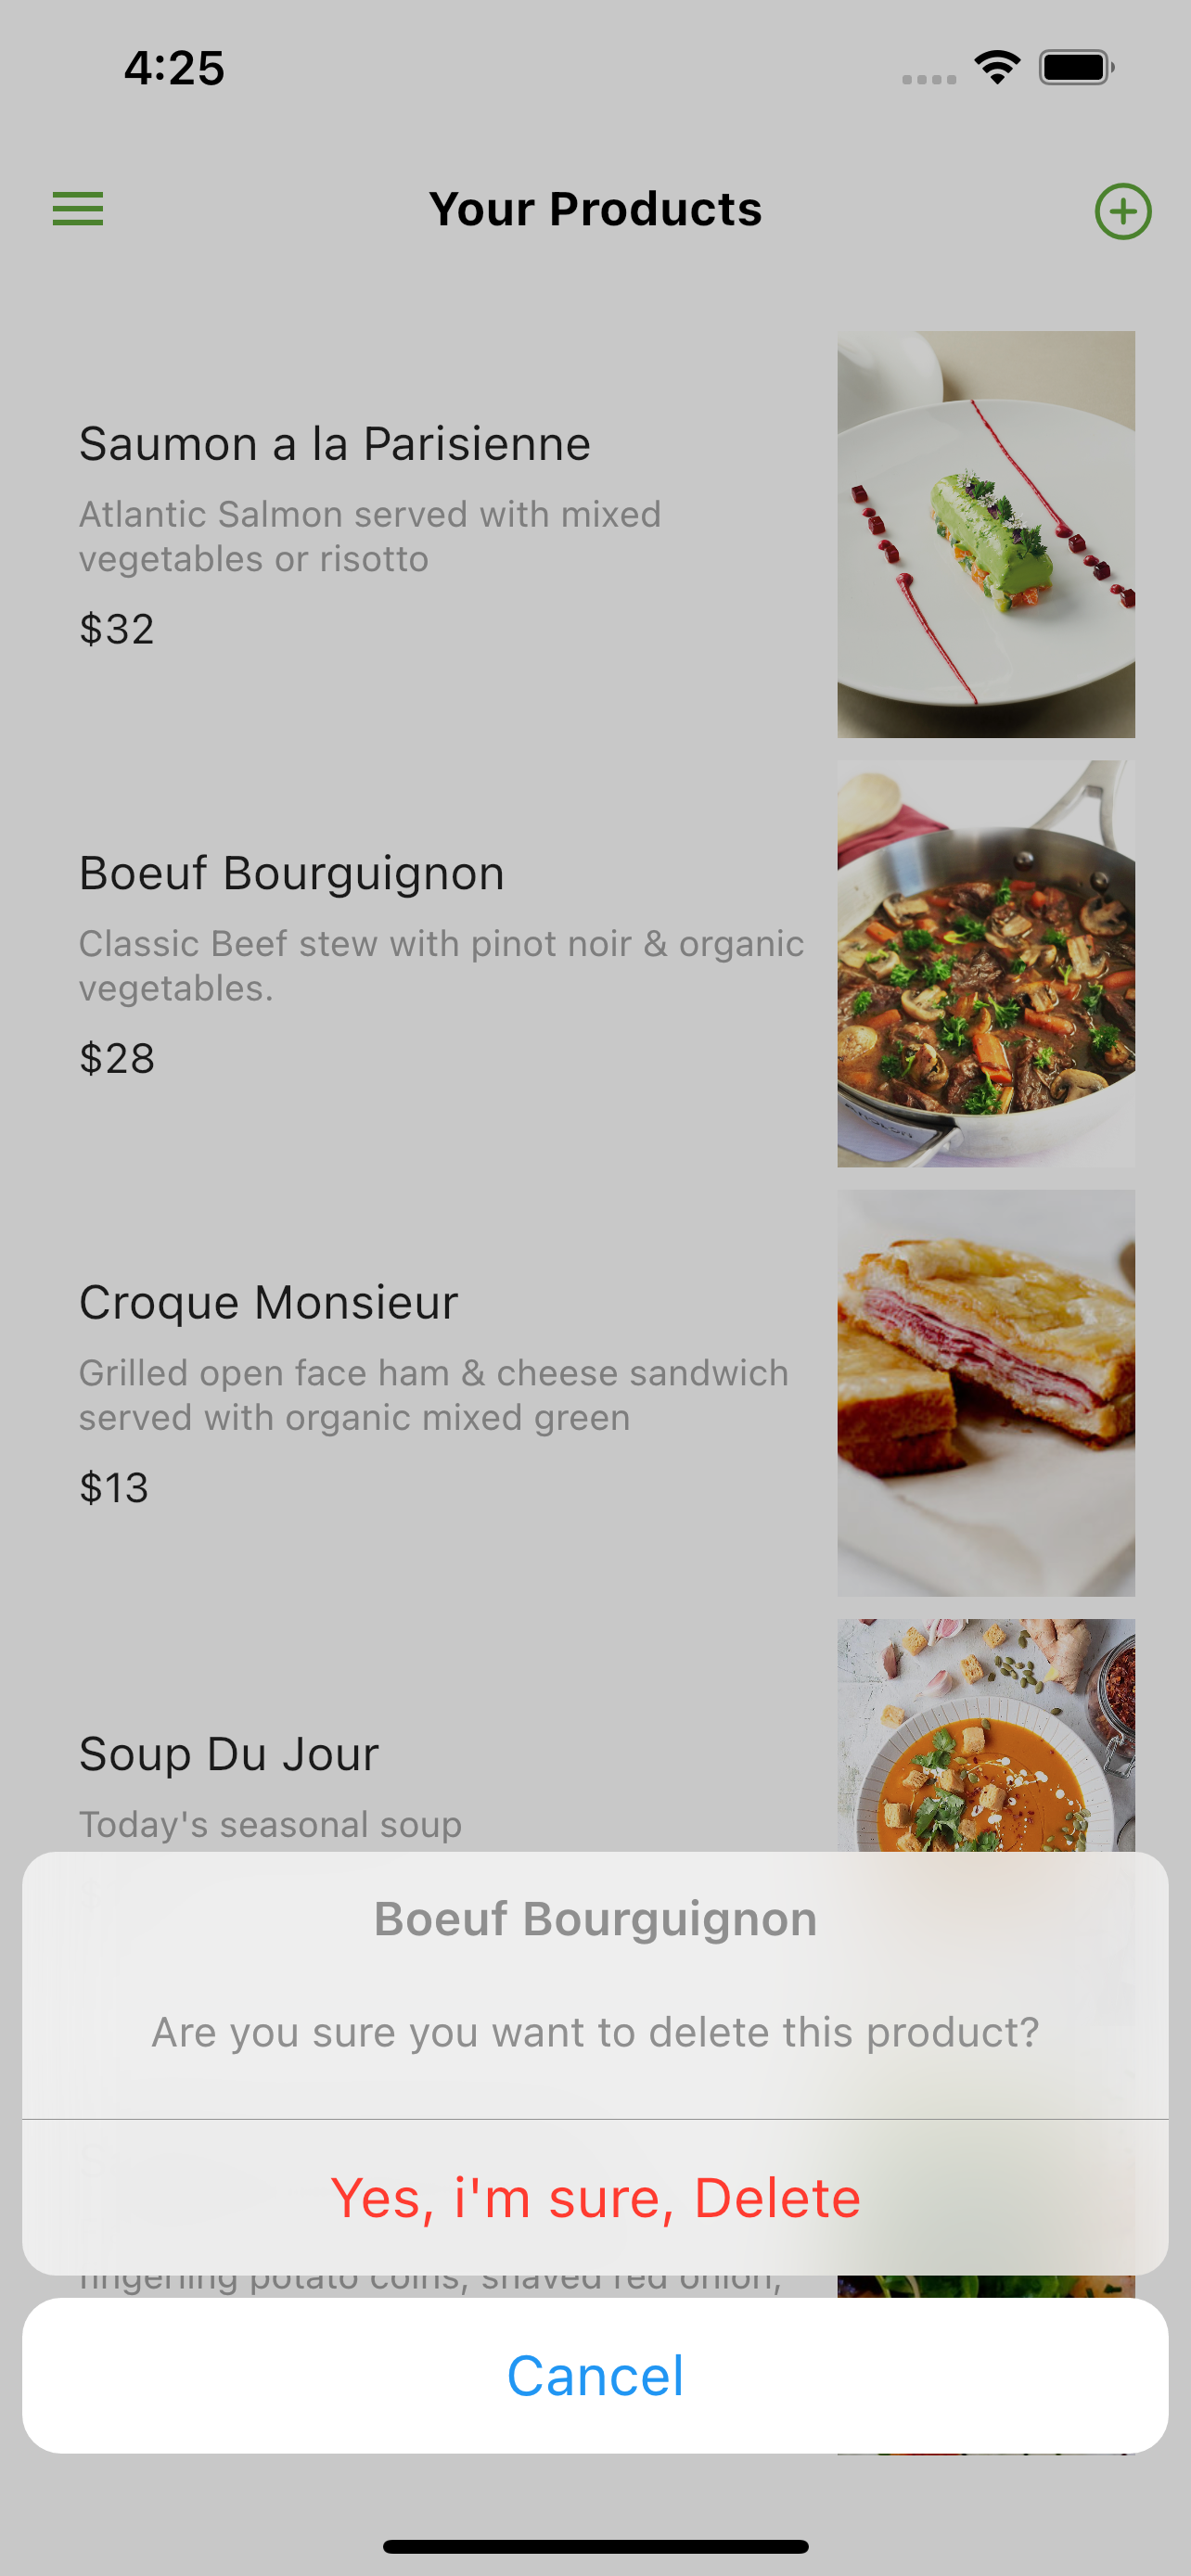 4:25
Your Products
Saumon a la Parisienne
Atlantic Salmon served with mixed
vegetables or risotto
$32
Boeuf Bourguignon
Classic Beef stew with pinot noir & organic
vegetables.
$28
Croque Monsieur
Grilled open face ham & cheese sandwich
served with organic mixed green
$13
Soup Du Jour
Today's seasonal soup
Boeuf Bourguignon
Are you sure you want to delete this product?
Yes, i'm sure, Delete
fingerling potato coins, shaved red onion,
Cancel